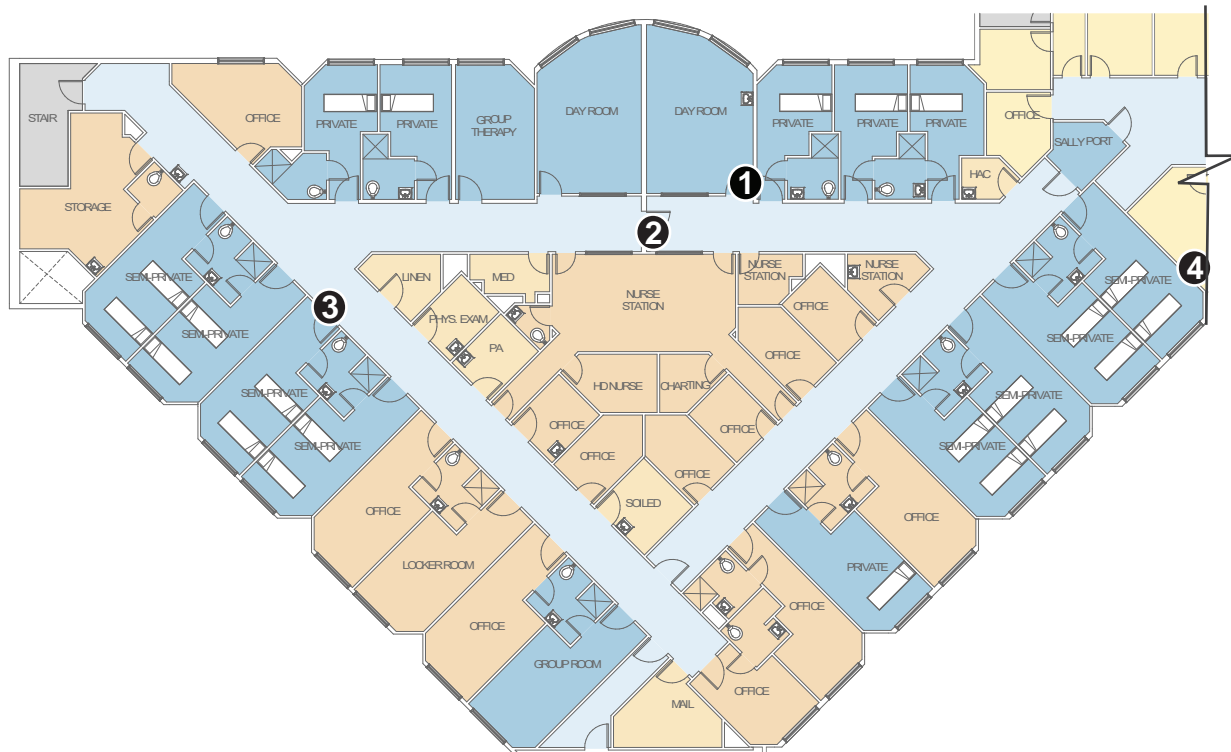 STAIR
OFFICE
PRIVATE
PRIVATE
GROUP
THERAPY
DAY ROOM
DAY ROOM
PRIVATE
PRIVATE
PRIVATE
OFFICE
SALLY PORT
HAC
STORAGE
1
2
3
4
SEMI-PRIVATE
SEMI-PRIVATE
SEMI-PRIVATE
SEMI-PRIVATE
LINEN
MED
PHYS. EXAM
PA
NURSE
STATION
NURSE
STATION
NURSE
STATION
OFFICE
OFFICE
HD NURSE
CHARTING
OFFICE
OFFICE
OFFICE
OFFICE
SOILED
SEMI-PRIVATE
SEMI-PRIVATE
SEMI-PRIVATE
SEMI-PRIVATE
OFFICE
LOCKER ROOM
OFFICE
GROUP ROOM
OFFICE
PRIVATE
OFFICE
OFFICE
MAIL